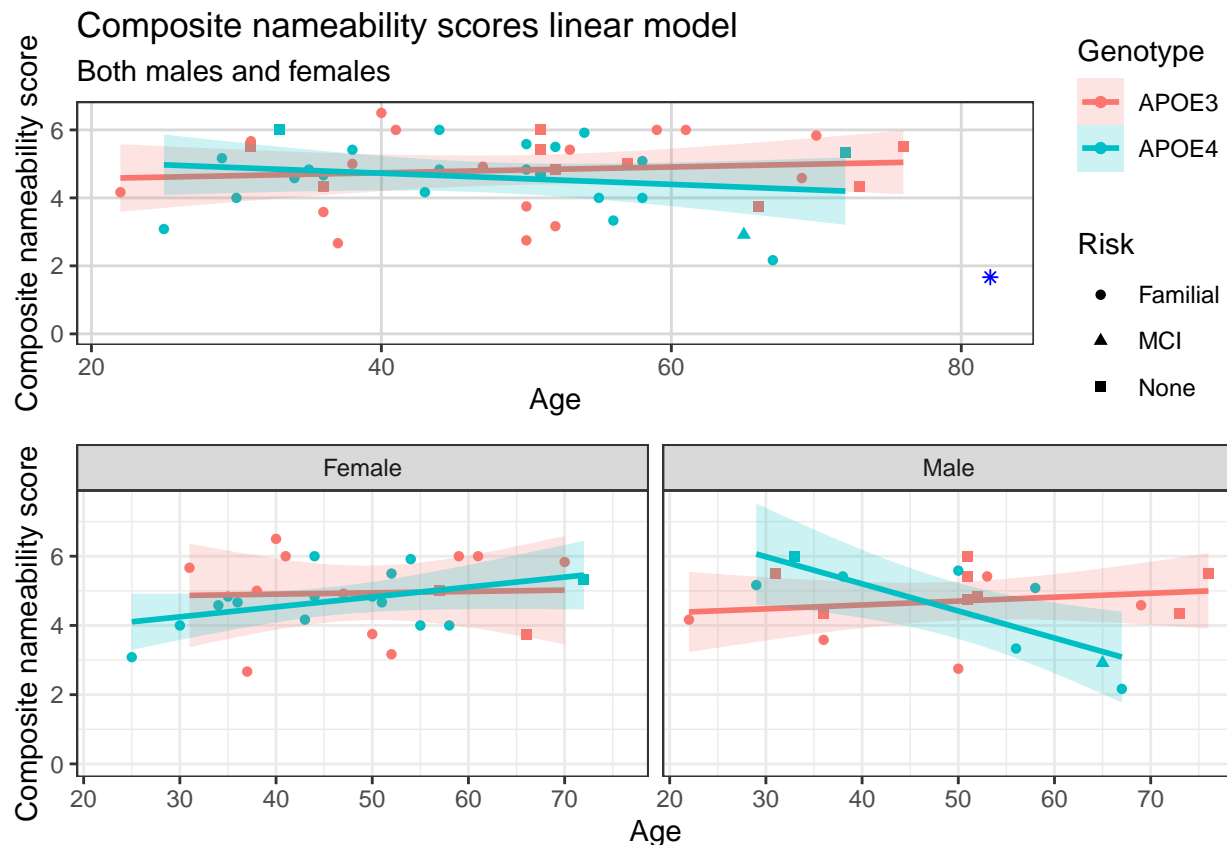 Composite nameability scores linear model
Both males and females
Composite nameability score
6
4
2
0
20 40 60 80
Age
Genotype
APOE3
APOE4
Risk
Familial
MCI
None
Female Male
Composite nameability score
6
4
2
0
20 30 40 50 60 70 20 30 40 50 60 70
Age